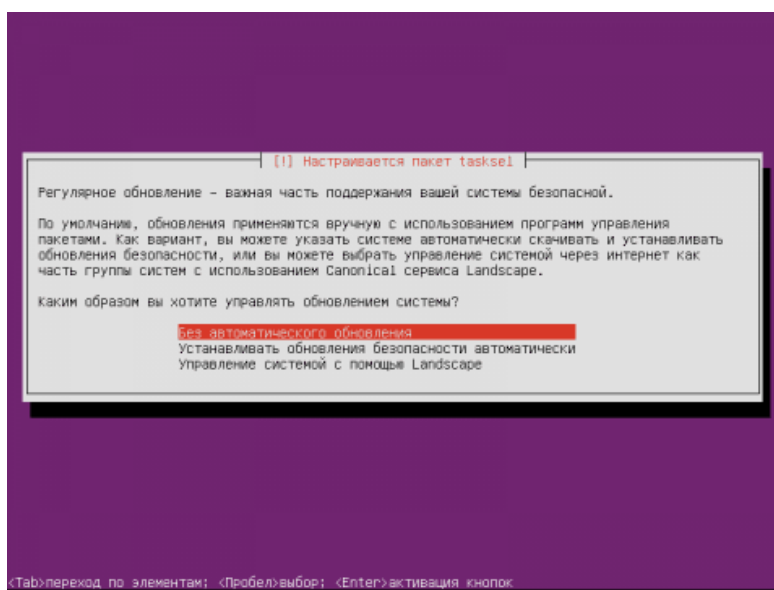 [!] Настраивается пакет tasksel
Регулярное обновление – важная часть поддержания вашей системы безопасной.
По умолчанию, обновления применяются вручную с использованием программ управления
пакетами. Как вариант, вы можете указать системе автоматически скачивать и устанавливать
обновления безопасности, или вы можете выбрать управление системой через интернет как
часть группы систем с использованием Canonical сервиса Landscape.
Каким образом вы хотите управлять обновлением системы?
Без автоматического обновления
Устанавливать обновления безопасности автоматически
Управление системой с помощью Landscape
<Tab>переход по элементам; <Пробел>выбор; <Enter>активация кнопок